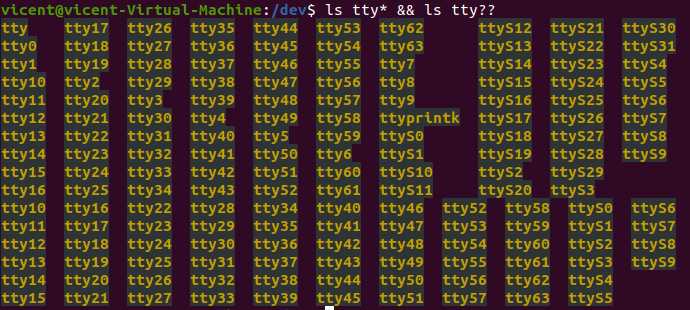 vicent@vicent-Virtual-Machine:/dev$ ls tty* && ls tty??
tty tty17 tty26 tty35 tty44 tty53 tty62 ttyS12 ttyS21 ttyS30
tty0 tty18 tty27 tty36 tty45 tty54 tty63 ttyS13 ttyS22 ttyS31
tty1 tty19 tty28 tty37 tty46 tty55 tty7 ttyS14 ttyS23 ttyS4
tty10 tty2 tty29 tty38 tty47 tty56 tty8 ttyS15 ttyS24 ttyS5
tty11 tty20 tty3 tty39 tty48 tty57 tty9 ttyS16 ttyS25 ttyS6
tty12 tty21 tty30 tty4 tty49 tty58 ttyprintk ttyS17 ttyS26 ttyS7
tty13 tty22 tty31 tty40 tty5 tty59 ttyS0 ttyS18 ttyS27 ttyS8
tty14 tty23 tty32 tty41 tty50 tty6 ttyS1 ttyS19 ttyS28 ttyS9
tty15 tty24 tty33 tty42 tty51 tty60 ttyS10 ttyS2 ttyS29
tty16 tty25 tty34 tty43 tty52 tty61 ttyS11 ttyS20 ttyS3
tty10 tty16 tty22 tty28 tty34 tty40 tty46 tty52 tty58 ttyS0 ttyS6
tty11 tty17 tty23 tty29 tty35 tty41 tty47 tty53 tty59 ttyS1 ttyS7
tty12 tty18 tty24 tty30 tty36 tty42 tty48 tty54 tty60 ttyS2 ttyS8
tty13 tty19 tty25 tty31 tty37 tty43 tty49 tty55 tty61 ttyS3 ttyS9
tty14 tty20 tty26 tty32 tty38 tty44 tty50 tty56 tty62 ttyS4
tty15 tty21 tty27 tty33 tty39 tty45 tty51 tty57 tty63 ttyS5